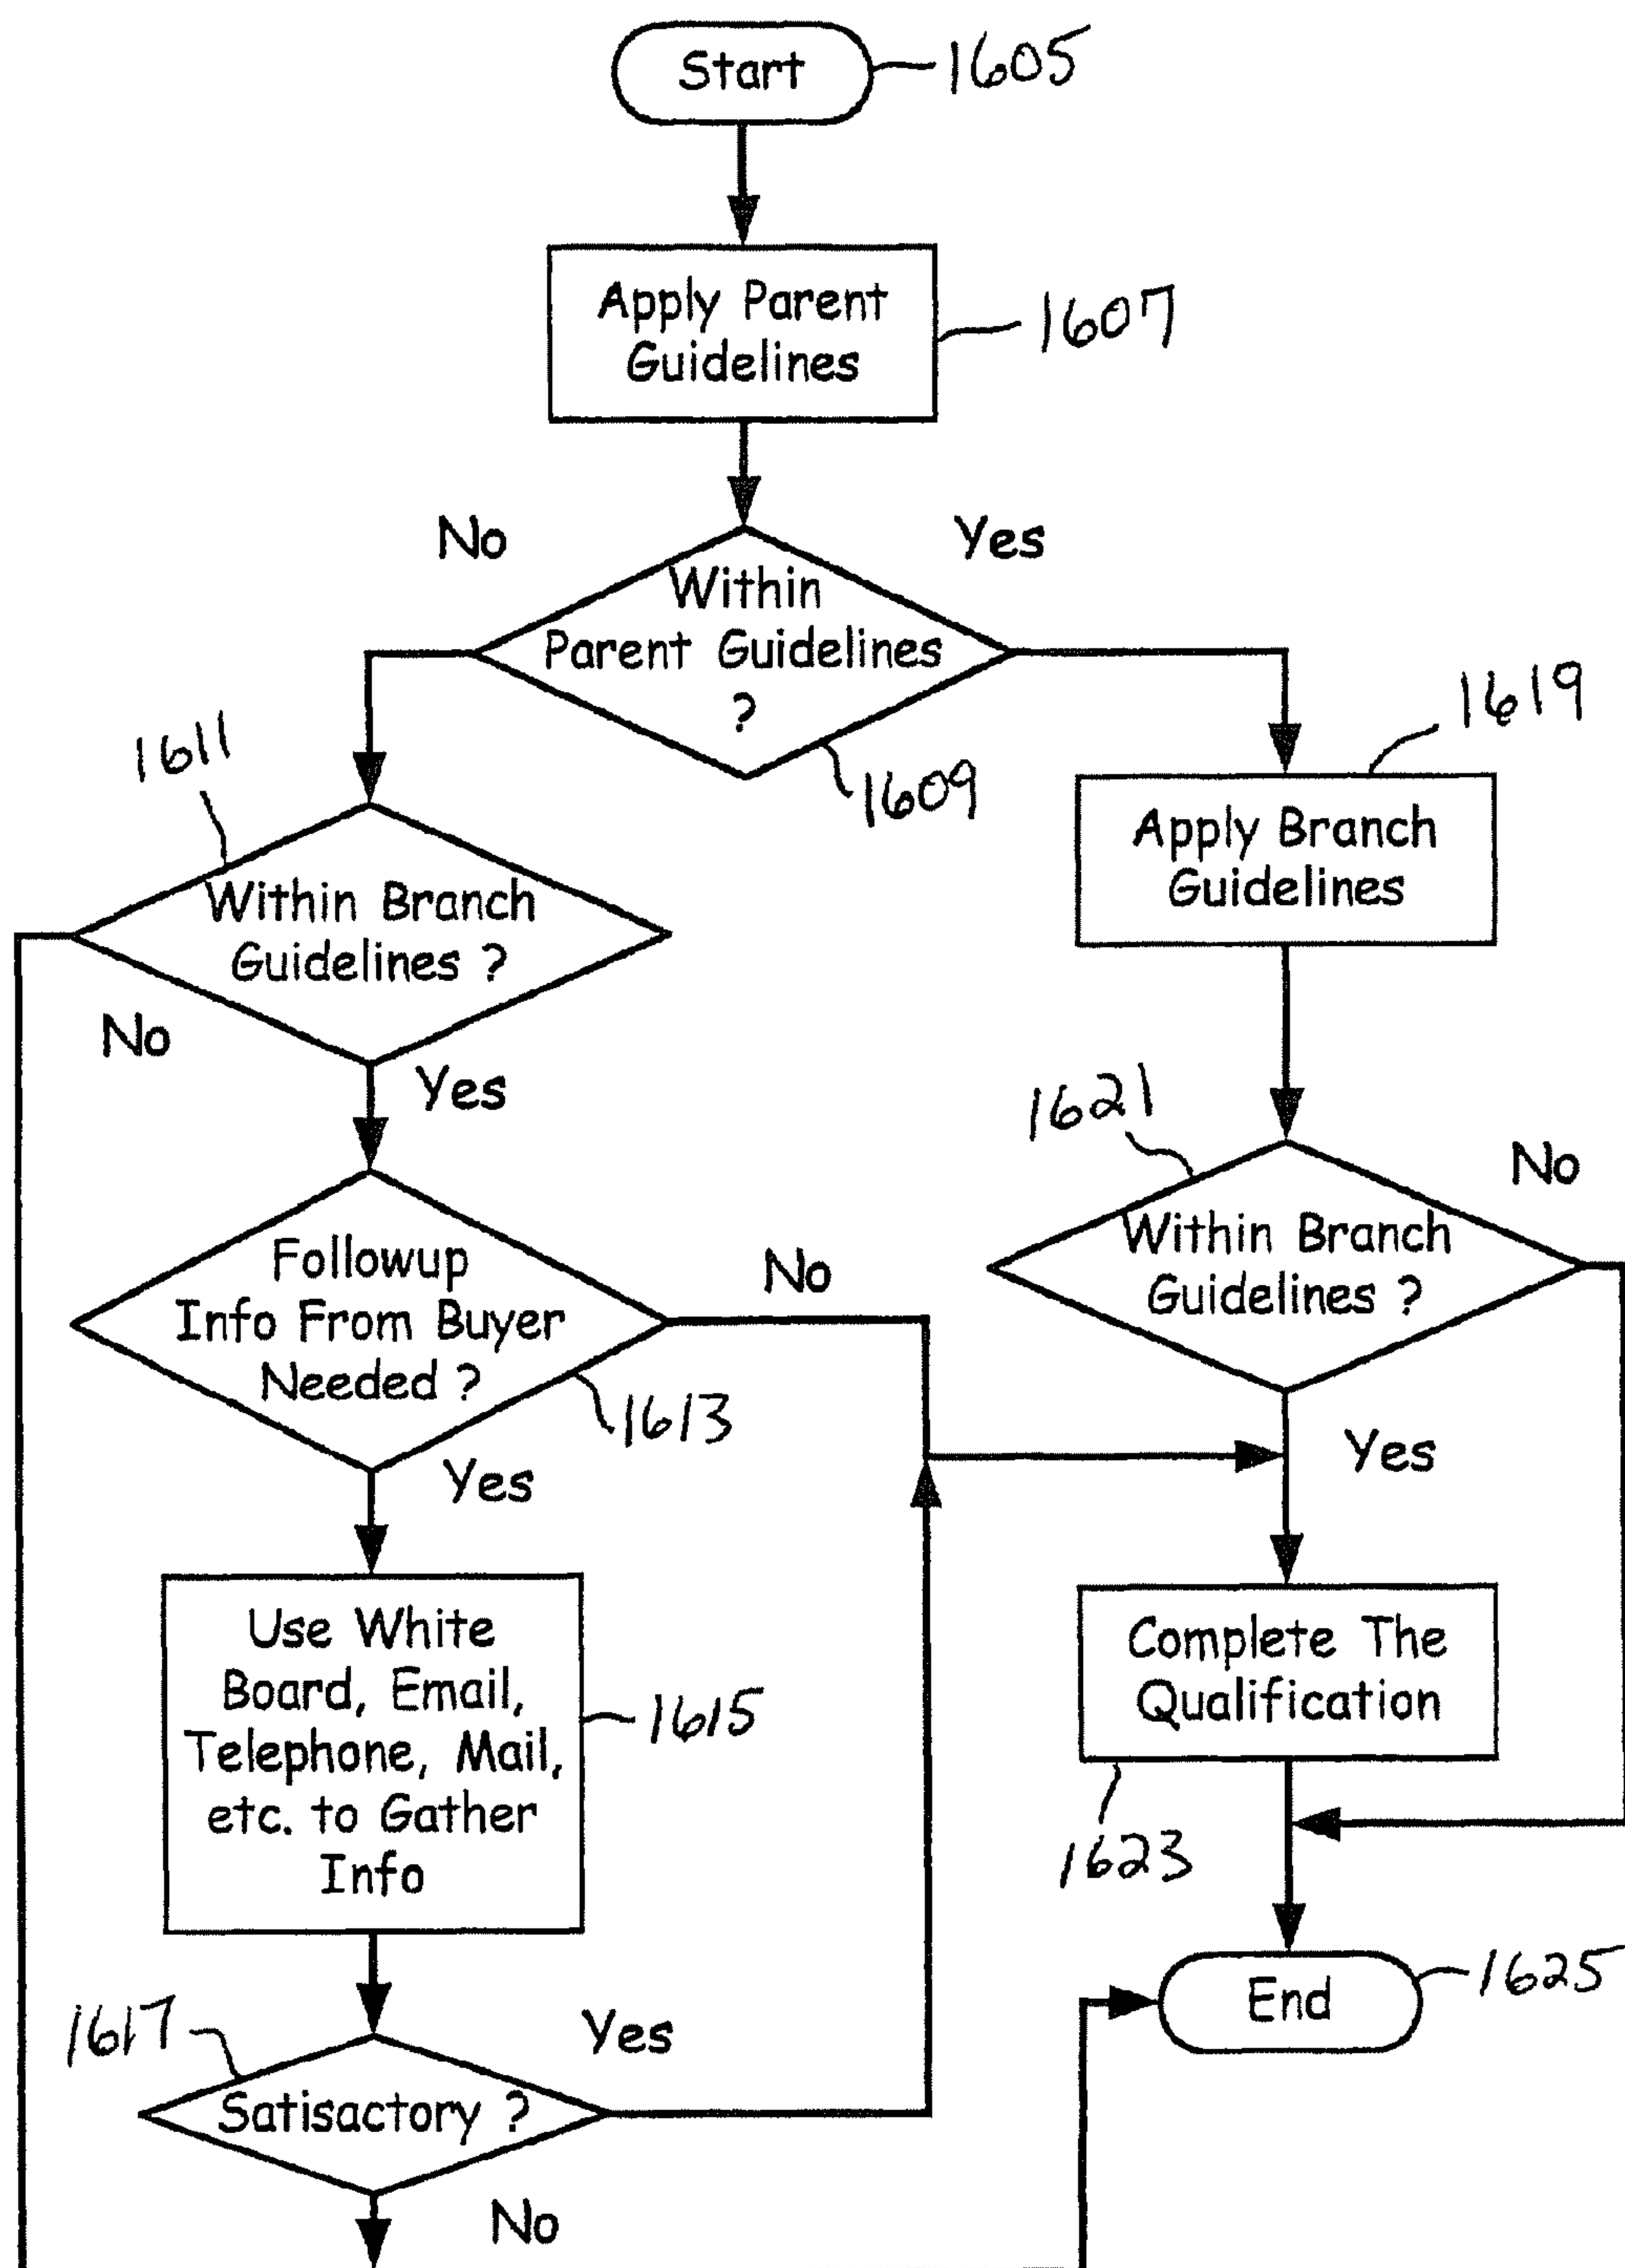 Start
1605
Apply Parent
Guidelines
1607
No
Yes
Within
Parent Guidelines
?
1609
1611
1619
Within Branch
Guidelines ?
Apply Branch
Guidelines
No
Yes
1621
No
Followup
Info From Buyer
Needed ?
No
1613
Within Branch
Guidelines ?
Yes
Yes
Use White
Board, Email,
Telephone, Mail,
etc. to Gather
Info
1615
Complete The
Qualification
1623
1617
Yes
Satisactory ?
No
End
1625